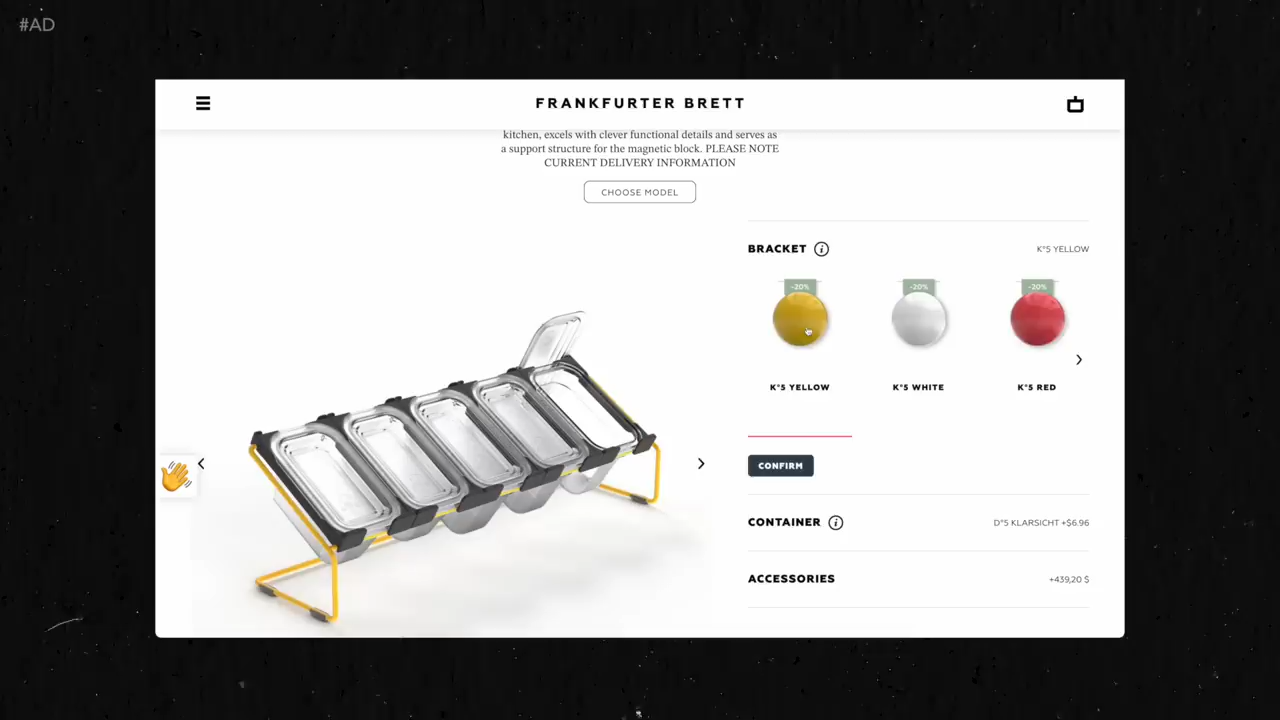 #AD
FRANKFURTER BRETT
kitchen, excels with clever functional details and serves as
a support structure for the magnetic block. PLEASE NOTE
CURRENT DELIVERY INFORMATION
CHOOSE MODEL
BRACKET i K°5 YELLOW
-20% -20% -20%
K°5 YELLOW K°5 WHITE K°5 RED
CONFIRM
CONTAINER i D°5 KLARSICHT +$6.96
ACCESSORIES +439,20 $